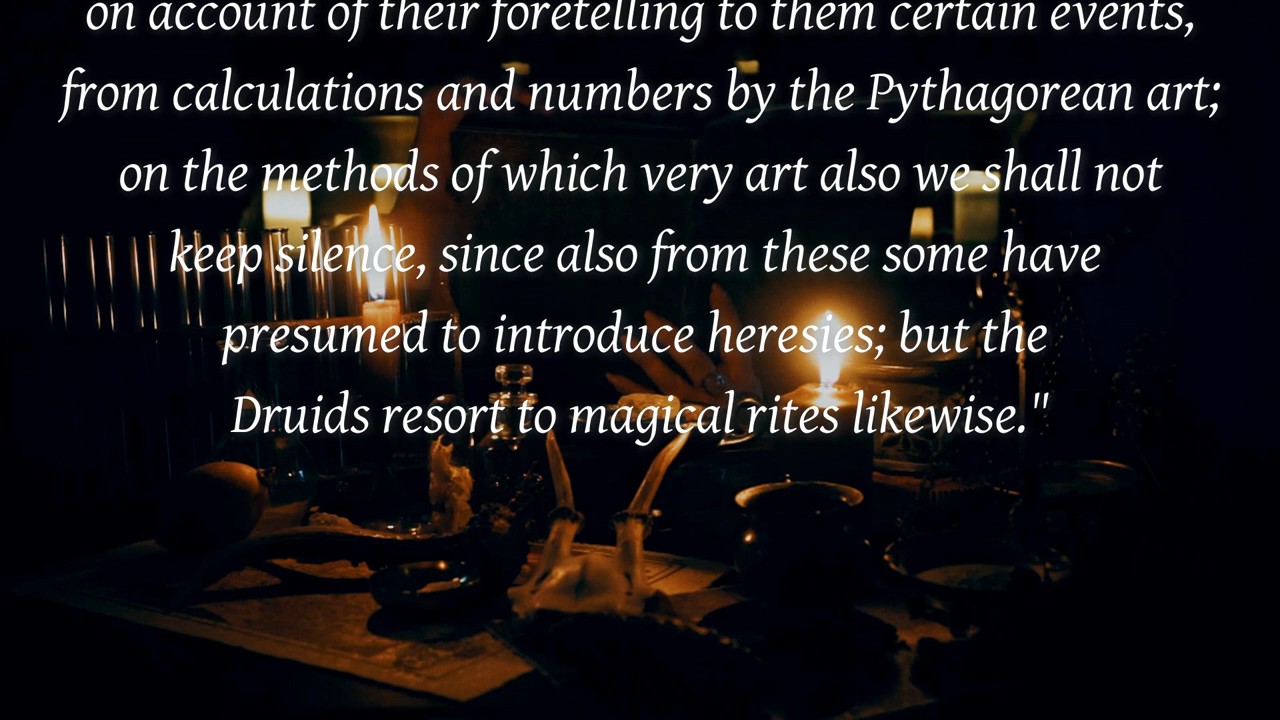 on account of their foretelling to them certain events,
from calculations and numbers by the Pythagorean art;
on the methods of which very art also we shall not
keep silence, since also from these some have
presumed to introduce heresies; but the
Druids resort to magical rites likewise."